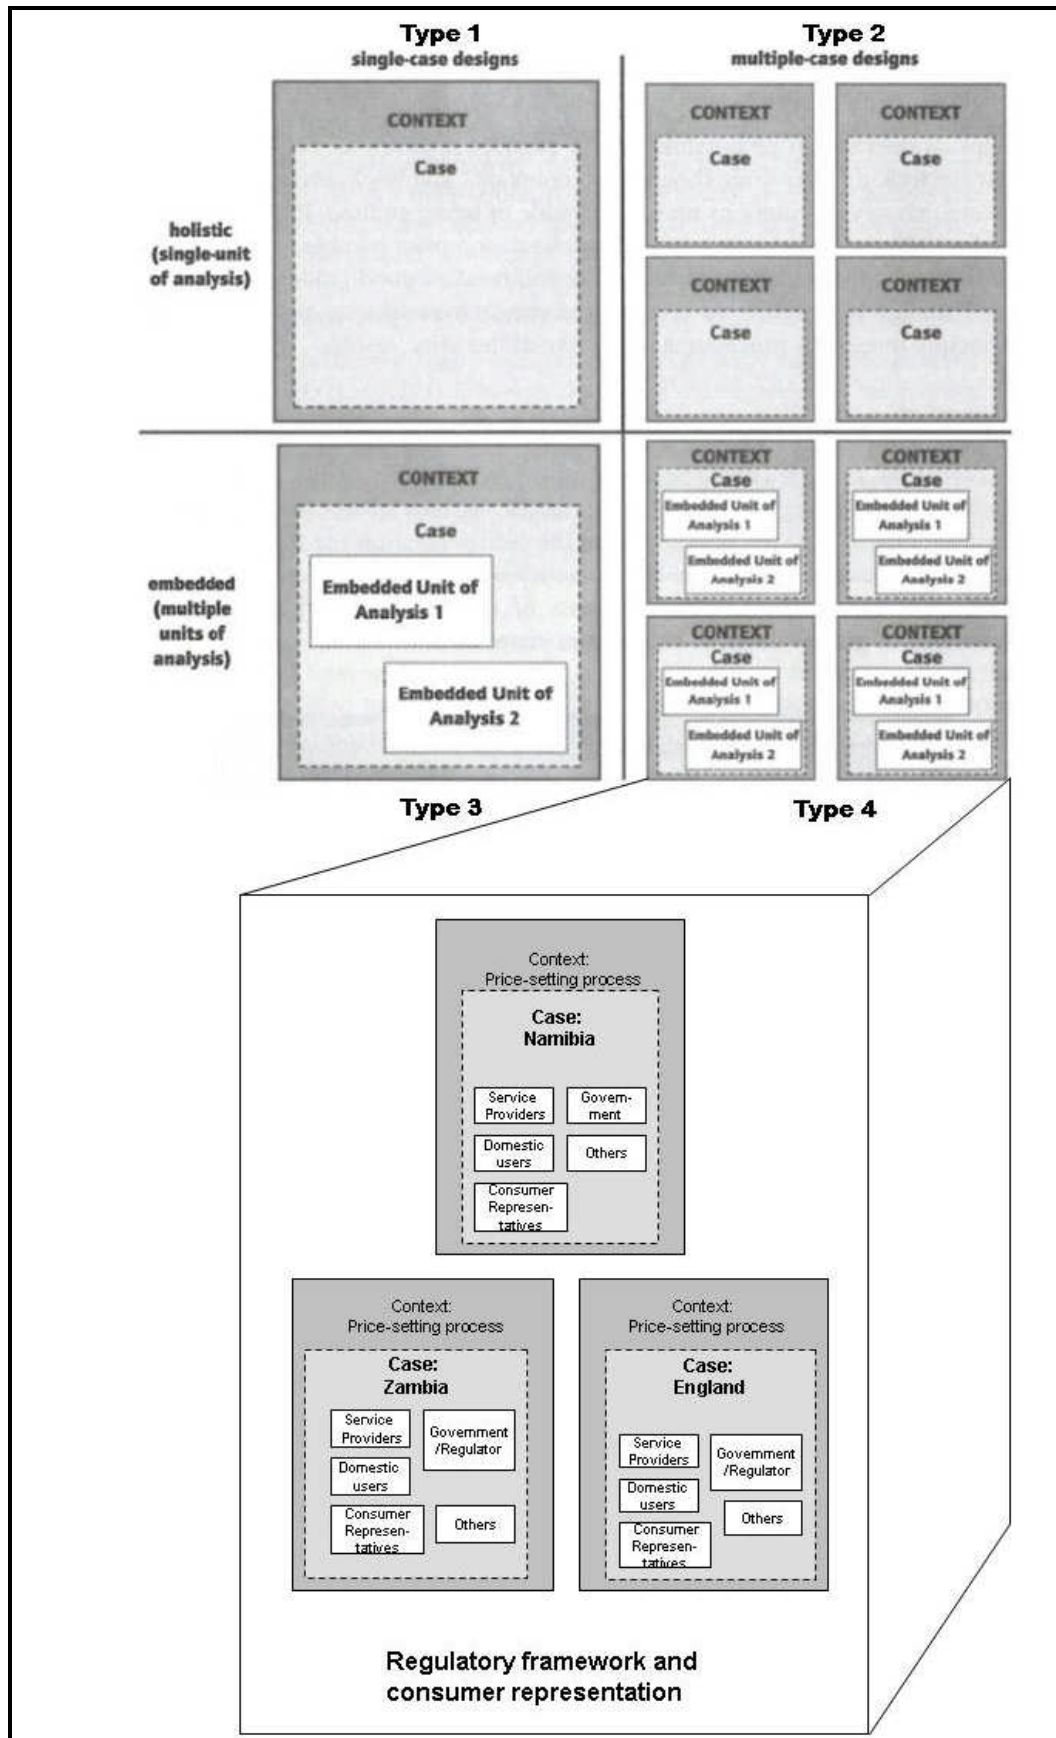 Type 1
single-case designs
Type 2
multiple-case designs
holistic
(single-unit
of analysis)
CONTEXT
Case
CONTEXT
Case
CONTEXT
Case
CONTEXT
Case
CONTEXT
Case
embedded
(multiple
units of
analysis)
CONTEXT
Case
Embedded Unit of
Analysis 1
Embedded Unit of
Analysis 2
CONTEXT
Case
Embedded Unit of
Analysis 1
Embedded Unit of
Analysis 2
CONTEXT
Case
Embedded Unit of
Analysis 1
Embedded Unit of
Analysis 2
CONTEXT
Case
Embedded Unit of
Analysis 1
Embedded Unit of
Analysis 2
CONTEXT
Case
Embedded Unit of
Analysis 1
Embedded Unit of
Analysis 2
Type 3
Type 4
Context:
Price-setting process
Case:
Namibia
Service
Providers
Govern-
ment
Domestic
users
Others
Consumer
Represen-
tatives
Context:
Price-setting process
Case:
Zambia
Service
Providers
Government
/Regulator
Domestic
users
Consumer
Represen-
tatives
Others
Context:
Price-setting process
Case:
England
Service
Providers
Government
/Regulator
Domestic
users
Others
Consumer
Represen-
tatives
Regulatory framework and
consumer representation